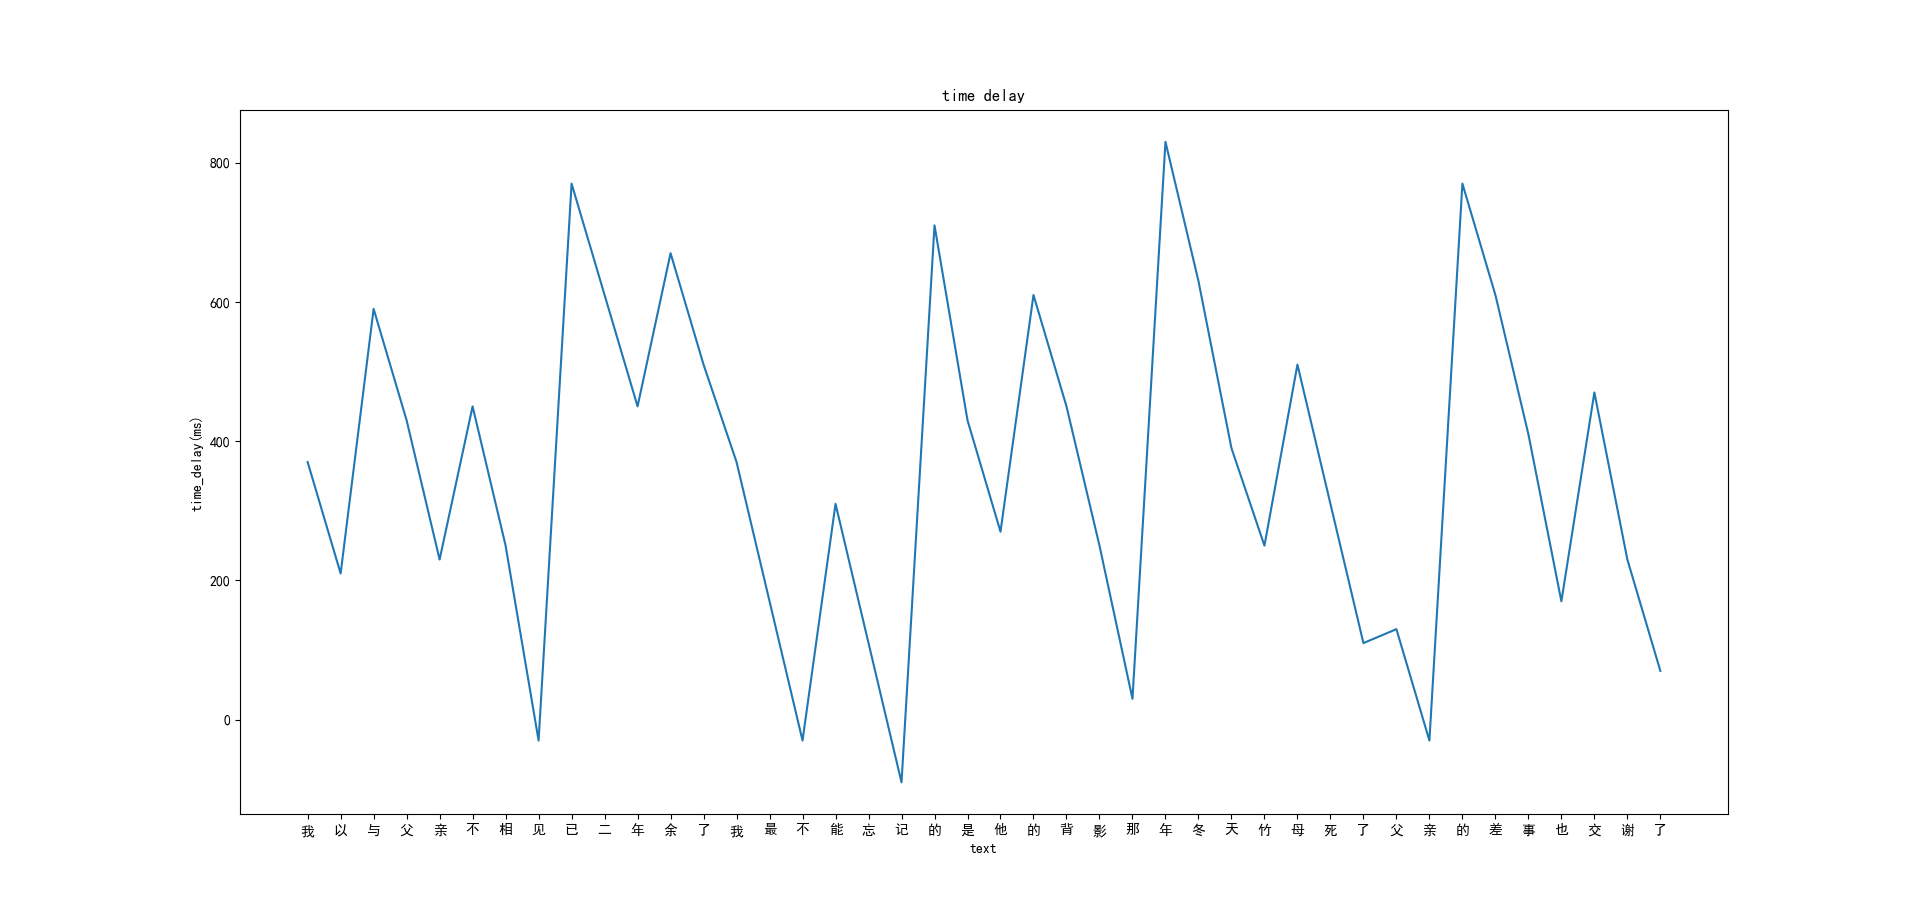 time delay
800
600
400
200
0
time_delay(ms)
我 以 与 父 亲 不 相 见 已 二 年 余 了 我 最 不 能 忘 记 的 是 他 的 背 影 那 年 冬 天 竹 母 死 了 父 亲 的 差 事 也 交 谢 了
text